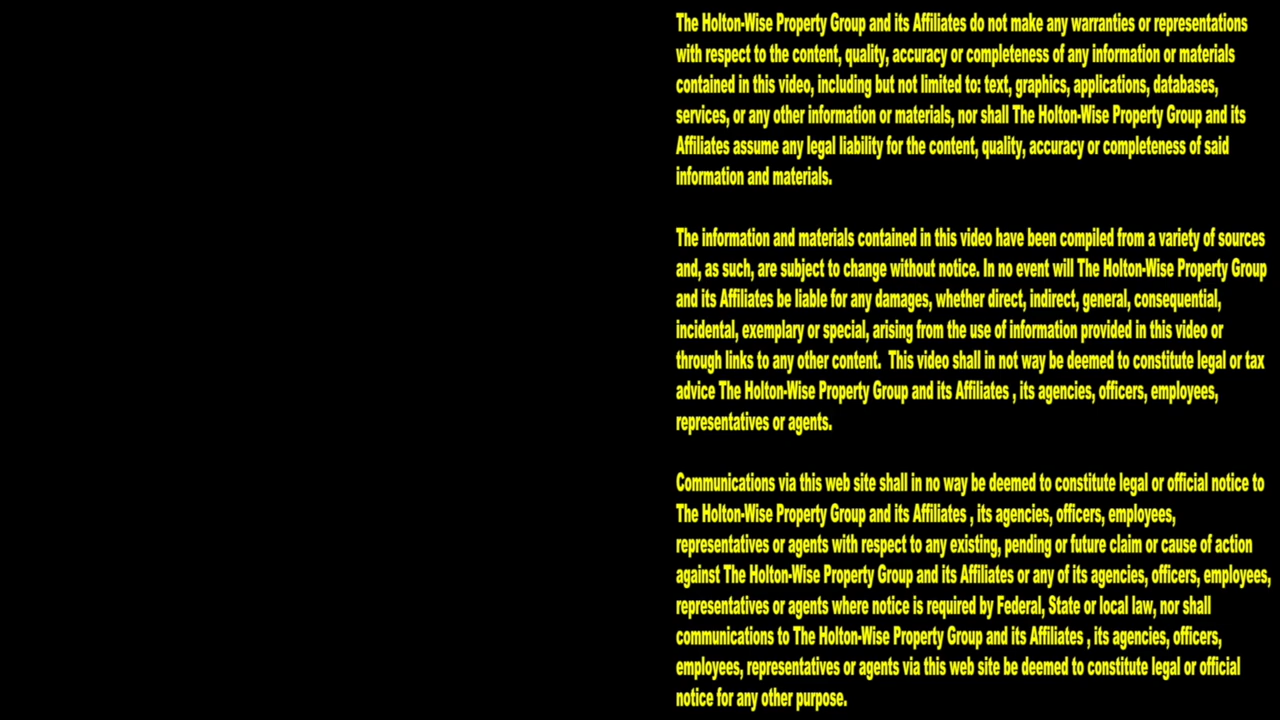 The Holton-Wise Property Group and its Affiliates do not make any warranties or representations
with respect to the content, quality, accuracy or completeness of any information or materials
contained in this video, including but not limited to: text, graphics, applications, databases,
services, or any other information or materials, nor shall The Holton-Wise Property Group and its
Affiliates assume any legal liability for the content, quality, accuracy or completeness of said
information and materials.
The information and materials contained in this video have been compiled from a variety of sources
and, as such, are subject to change without notice. In no event will The Holton-Wise Property Group
and its Affiliates be liable for any damages, whether direct, indirect, general, consequential,
incidental, exemplary or special, arising from the use of information provided in this video or
through links to any other content.  This video shall in not way be deemed to constitute legal or tax
advice The Holton-Wise Property Group and its Affiliates , its agencies, officers, employees,
representatives or agents.
Communications via this web site shall in no way be deemed to constitute legal or official notice to
The Holton-Wise Property Group and its Affiliates , its agencies, officers, employees,
representatives or agents with respect to any existing, pending or future claim or cause of action
against The Holton-Wise Property Group and its Affiliates or any of its agencies, officers, employees,
representatives or agents where notice is required by Federal, State or local law, nor shall
communications to The Holton-Wise Property Group and its Affiliates , its agencies, officers,
employees, representatives or agents via this web site be deemed to constitute legal or official
notice for any other purpose.